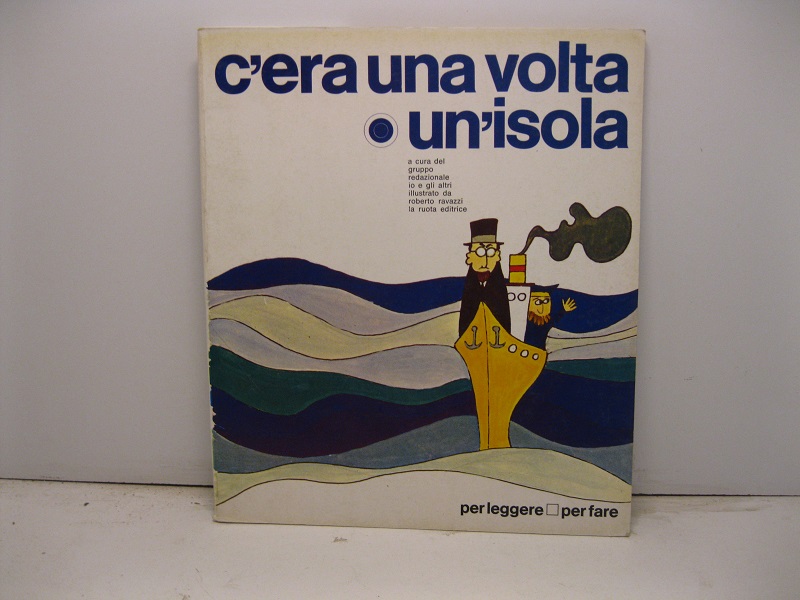 c'era una volta
un'isola
a cura del
gruppo
redazionale
io e gli altri
illustrato da
roberto ravazzi
la ruota editrice
per leggere □ per fare